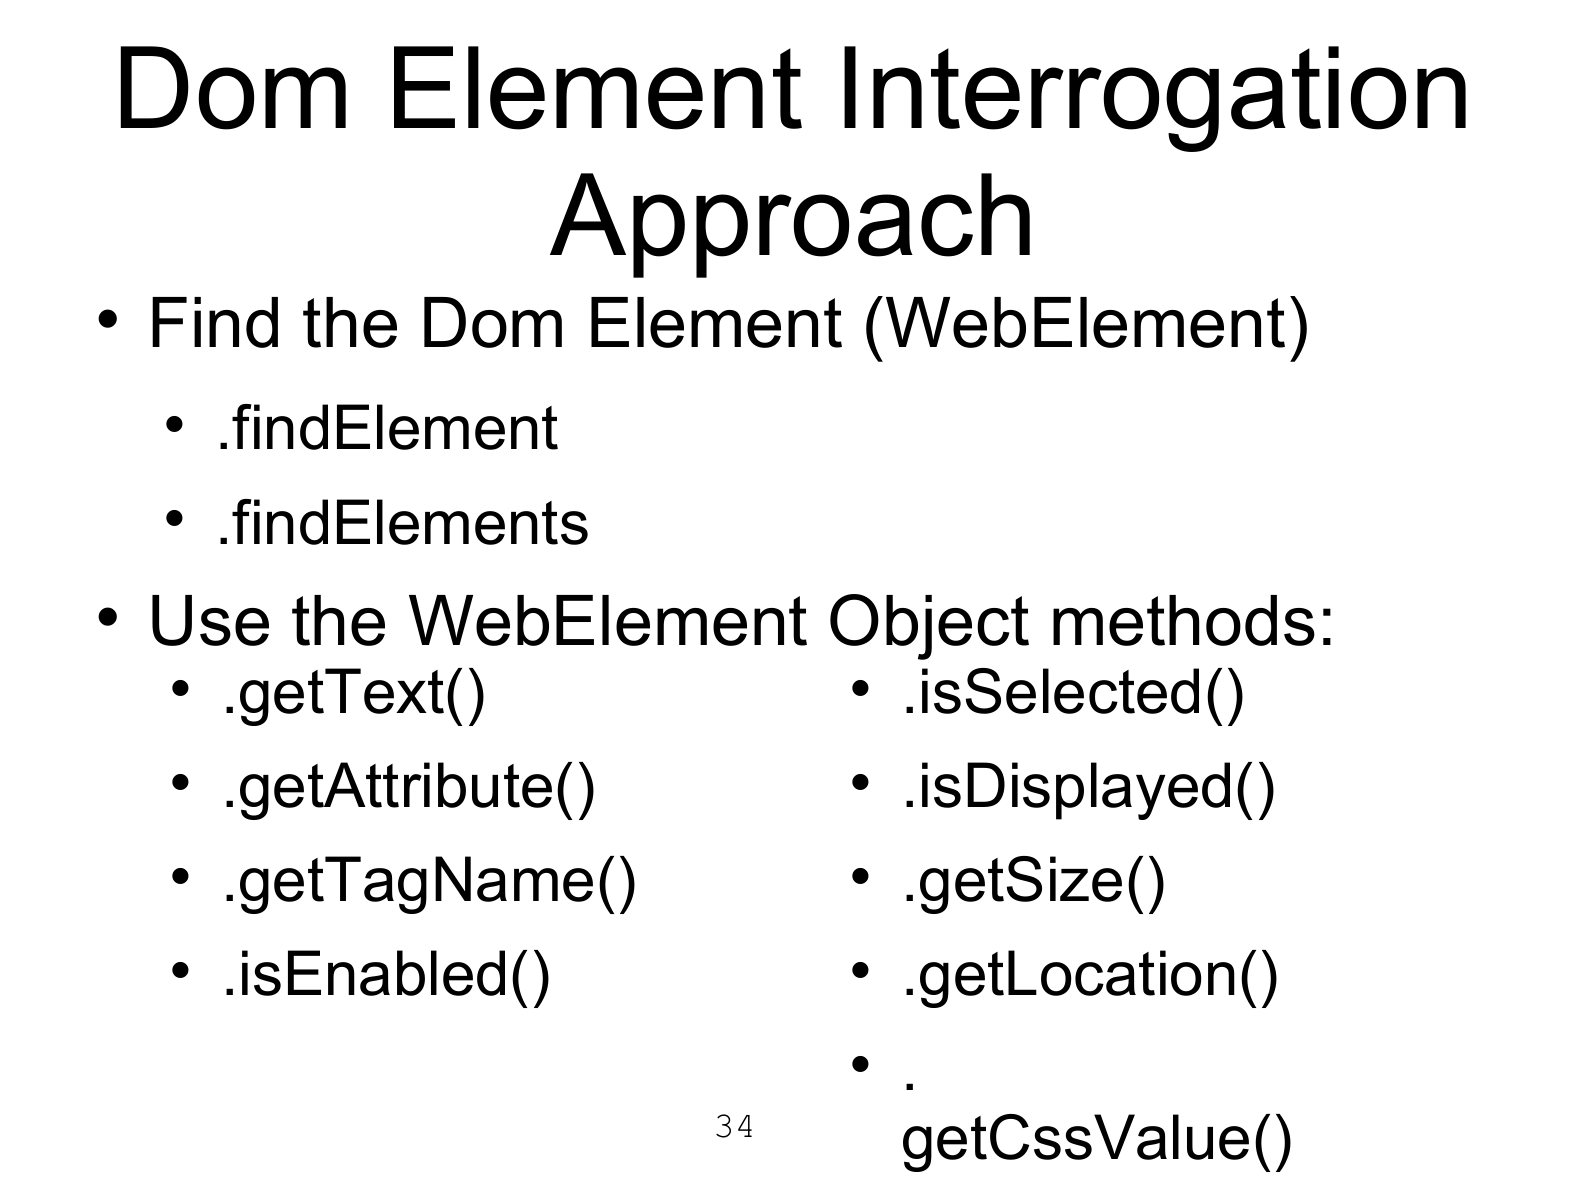 Dom Element Interrogation
Approach
• Find the Dom Element (WebElement)
• .findElement
• .findElements
• Use the WebElement Object methods:
• .getText()
• .getAttribute()
• .getTagName()
• .isEnabled()
• .isSelected()
• .isDisplayed()
• .getSize()
• .getLocation()
• .
getCssValue()
34